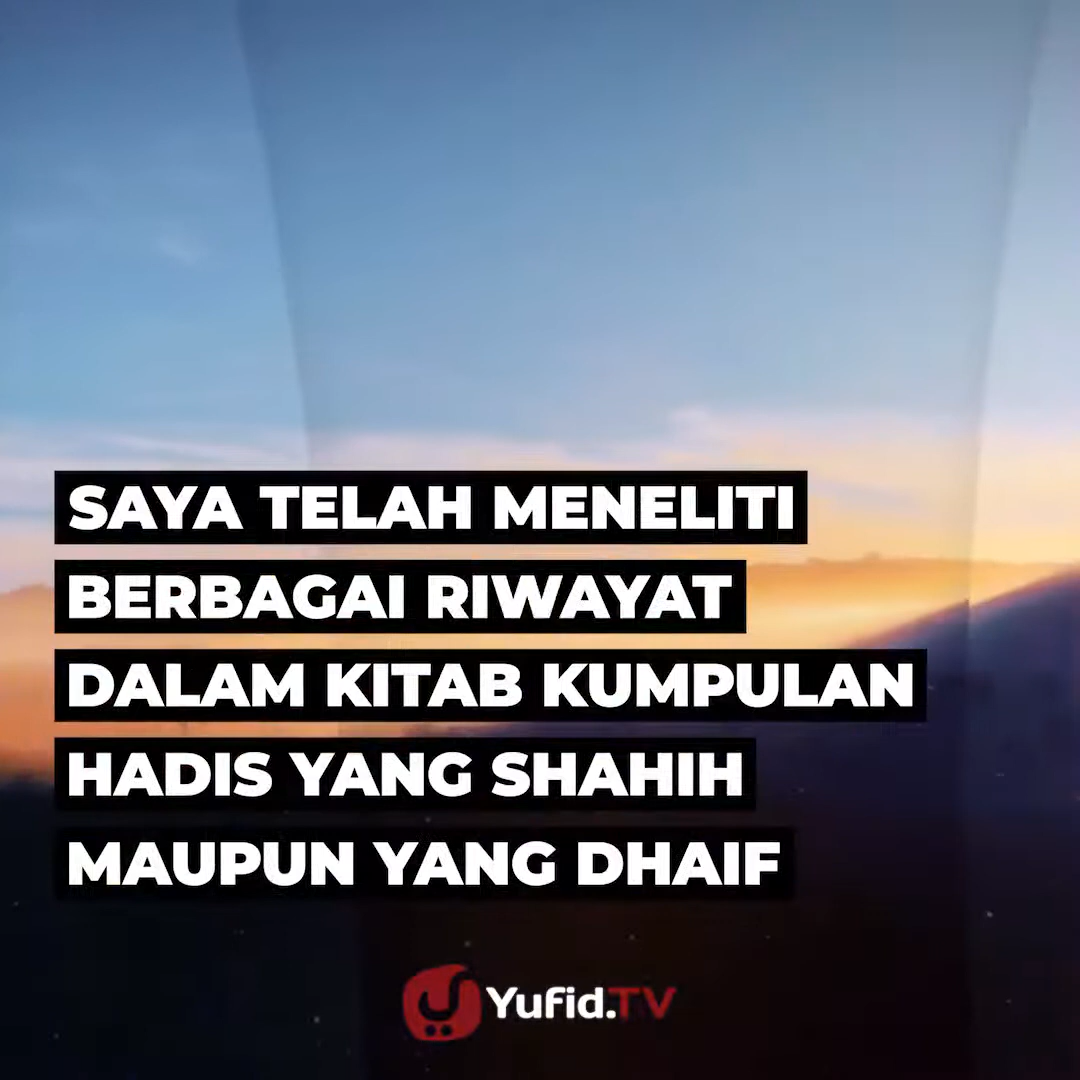 SAYA TELAH MENELITI
BERBAGAI RIWAYAT
DALAM KITAB KUMPULAN
HADIS YANG SHAHIH
MAUPUN YANG DHAIF
Yufid.TV